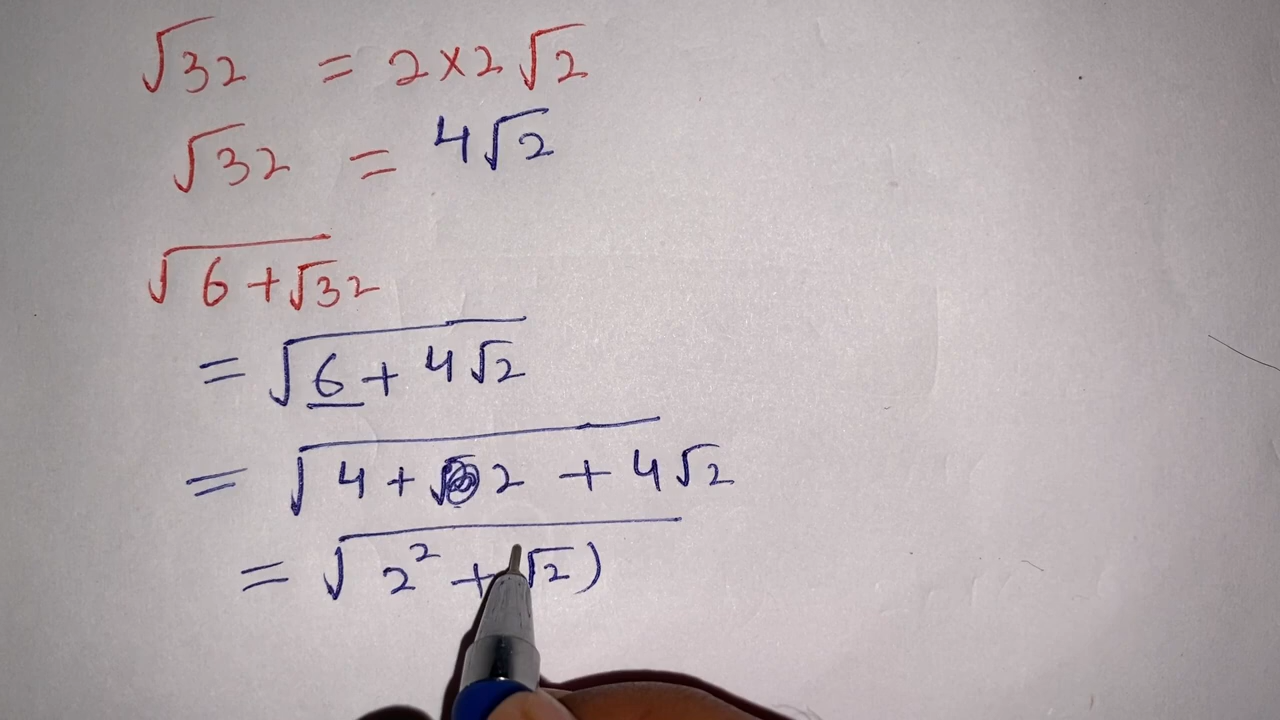 √32 = 2×2√2
√32 = 4√2
√6+√32
= √6+4√2
= √4+2+4√2
= √2²+√2)